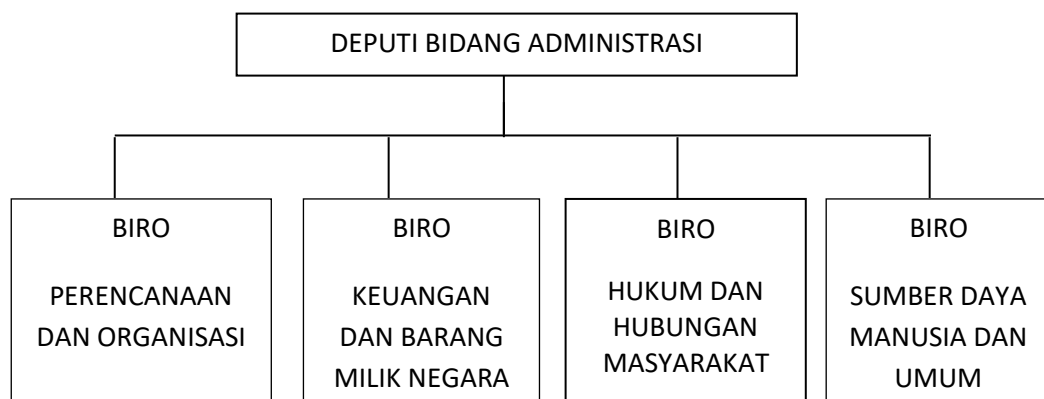 DEPUTI BIDANG ADMINISTRASI
BIRO
PERENCANAAN
DAN ORGANISASI
BIRO
KEUANGAN
DAN BARANG
MILIK NEGARA
BIRO
HUKUM DAN
HUBUNGAN
MASYARAKAT
BIRO
SUMBER DAYA
MANUSIA DAN
UMUM